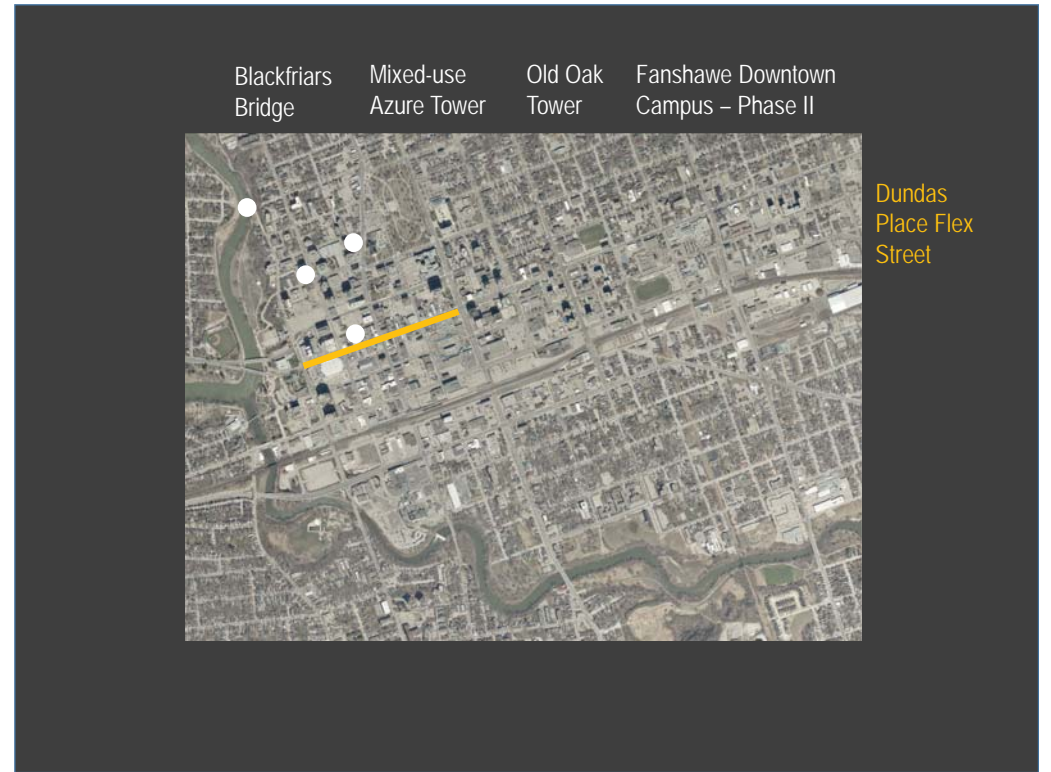 Blackfriars
Bridge
Mixed-use
Azure Tower
Old Oak
Tower
Fanshawe Downtown
Campus – Phase II
Dundas
Place Flex
Street